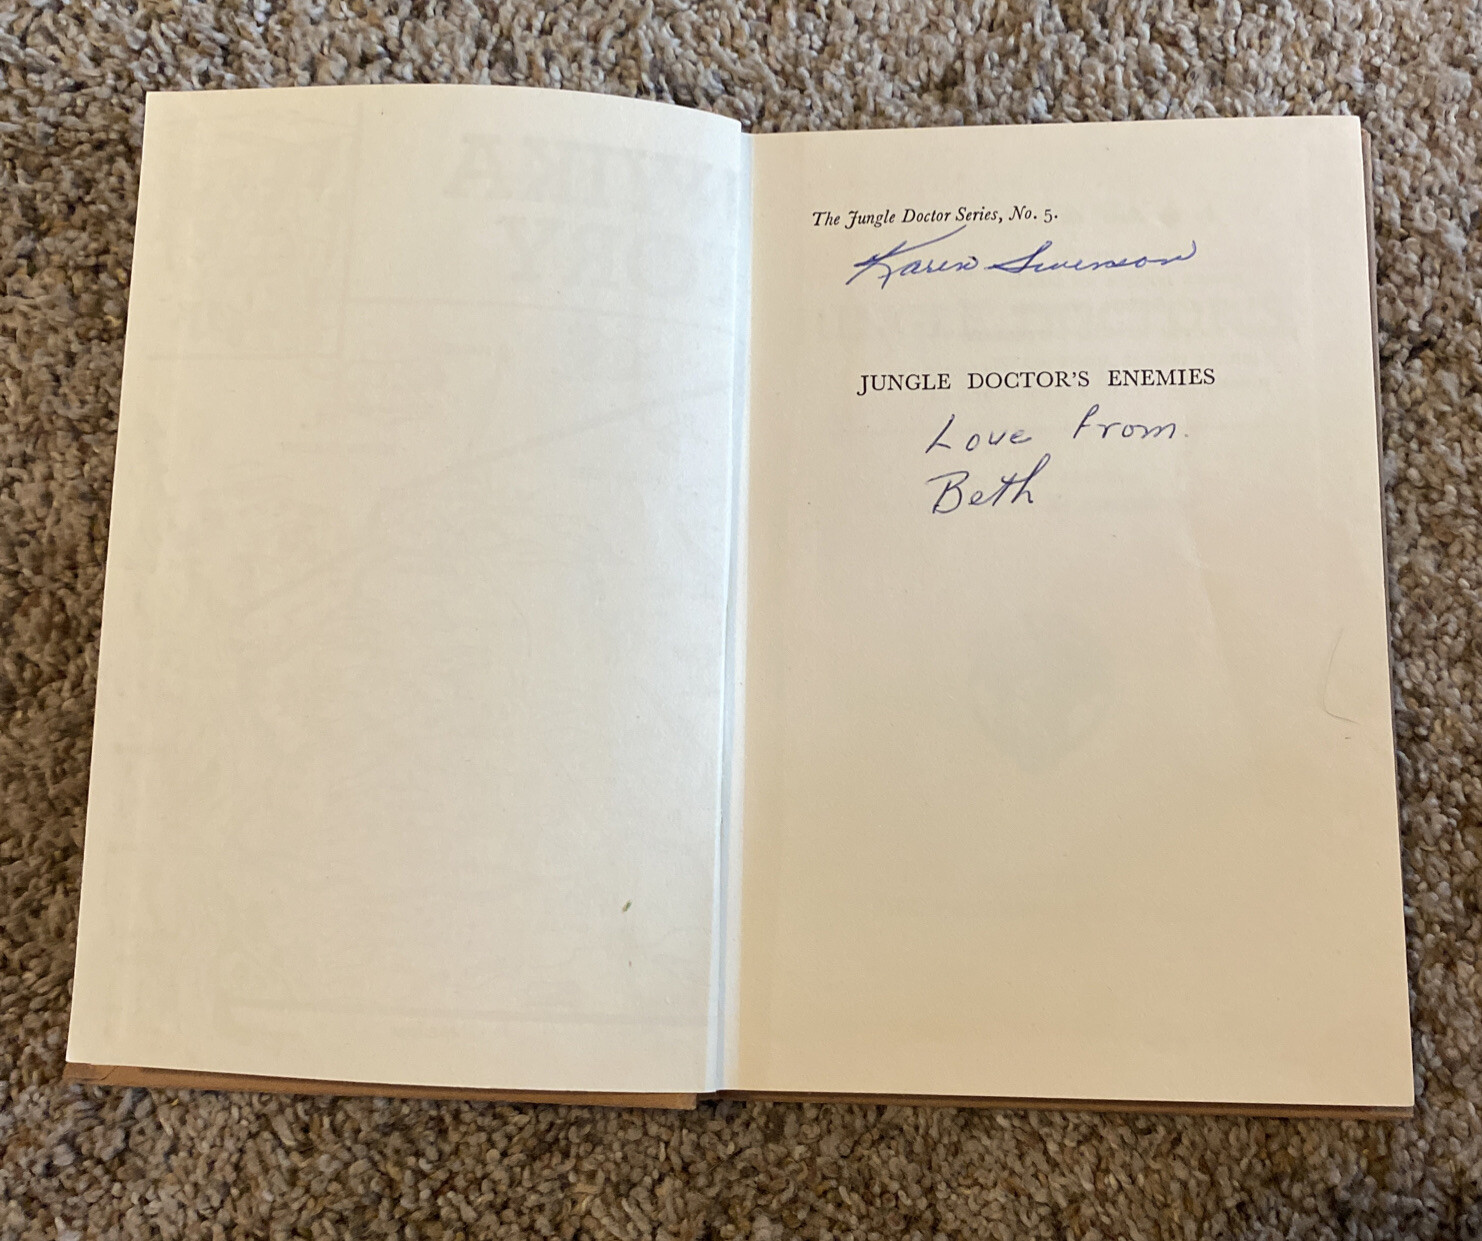 The Jungle Doctor Series, No. 5.
Karen Swenson
JUNGLE DOCTOR'S ENEMIES
Love from
Beth